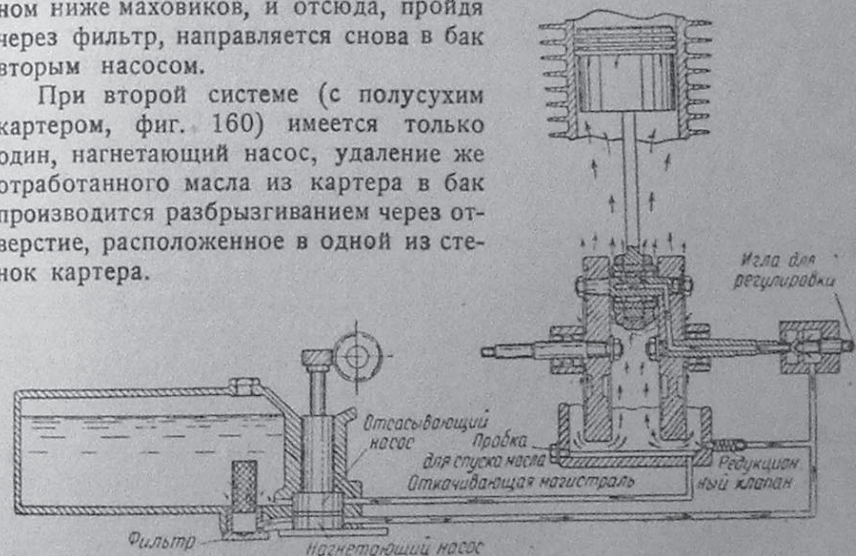 ном ниже маховиков, и отсюда, пройдя
через фильтр, направляется снова в бак
вторым насосом.
При второй системе (с полусухим
картером, фиг. 160) имеется только
один, нагнетающий насос, удаление же
отработанного масла из картера в бак
производится разбрызгиванием через от-
верстие, расположенное в одной из сте-
нок картера.
Игла для
регулировки
Отсасывающий
насос
Пробка
для спуска масла
Откачивающая магистраль
Редукцион
ный клапан
Фильтр
Нагнетающий насос